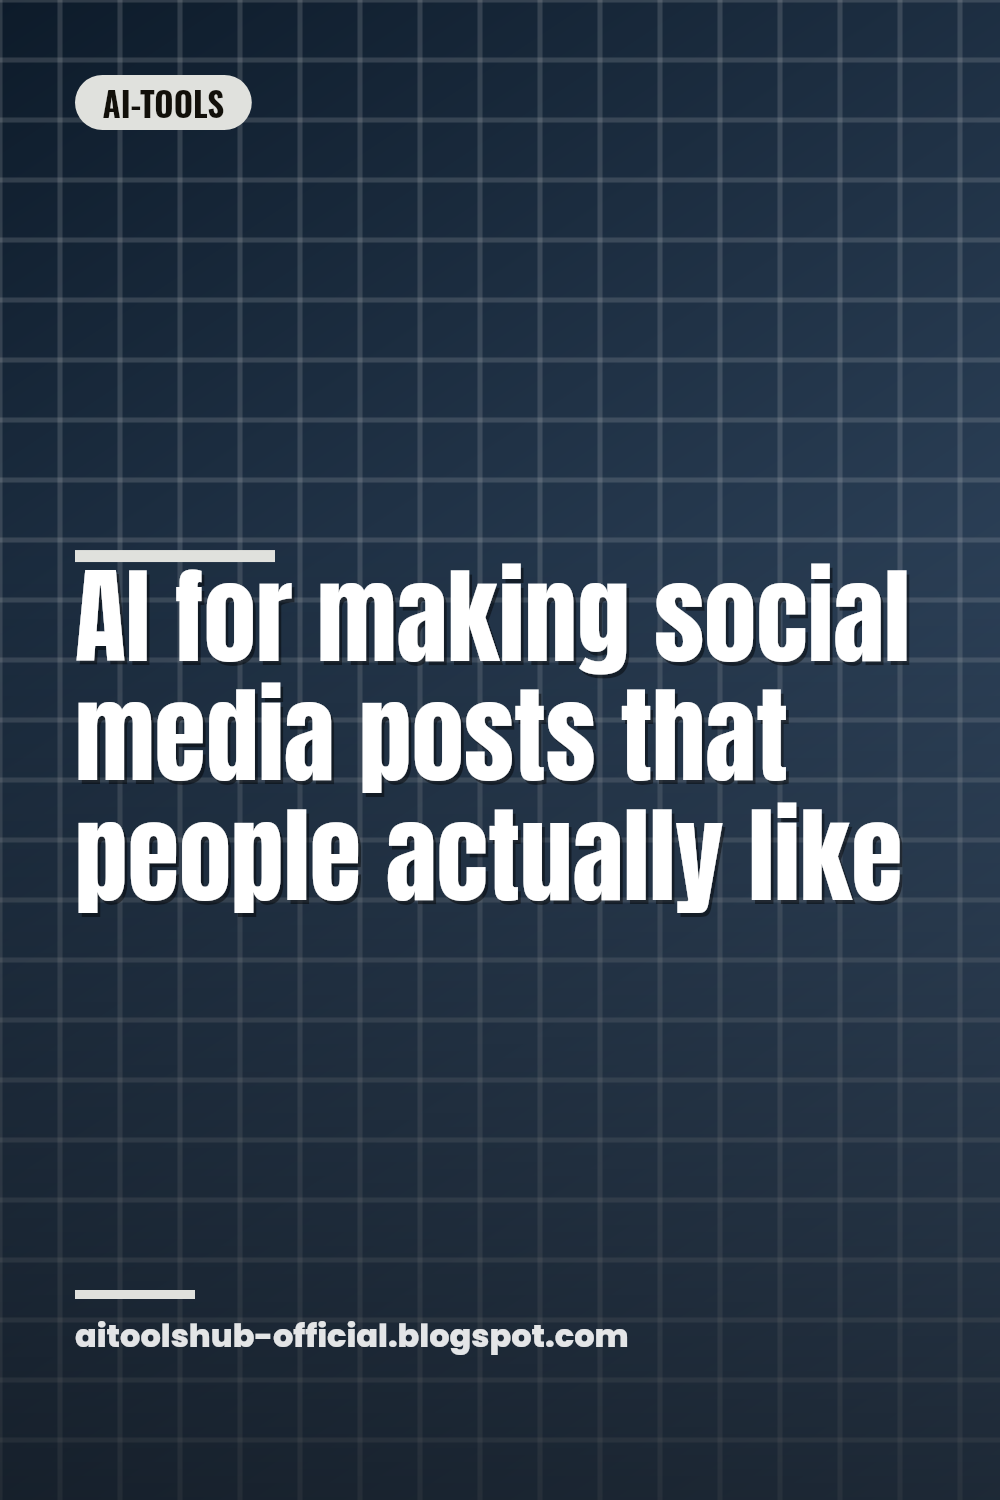 AI-TOOLS
AI for making social
media posts that
people actually like
aitoolshub-official.blogspot.com